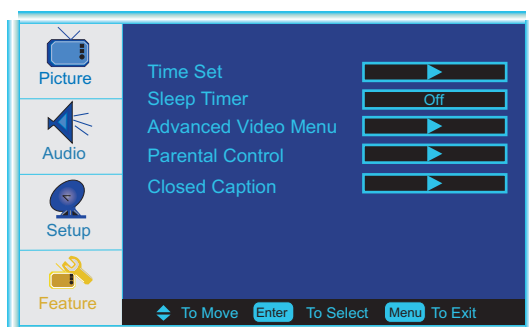 Picture
Audio
Setup
Feature
Time Set
Sleep Timer Off
Advanced Video Menu
Parental Control
Closed Caption
To Move Enter To Select Menu To Exit